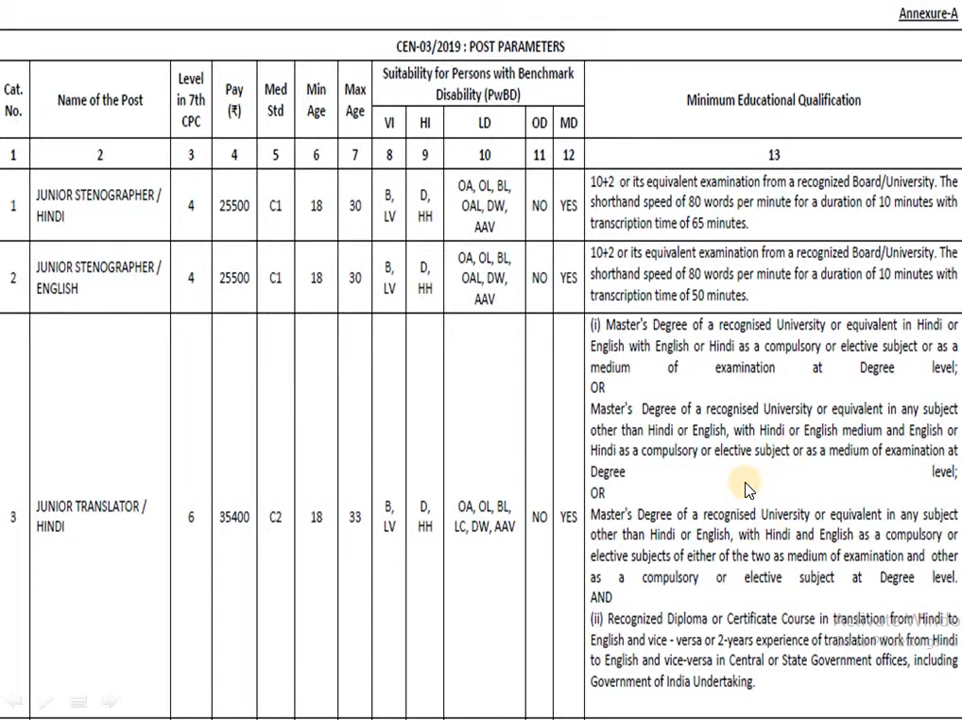 Annexure-A
CEN-03/2019 : POST PARAMETERS
Cat. No.
Name of the Post
Level in 7th CPC
Pay (₹)
Med Std
Min Age
Max Age
Suitability for Persons with Benchmark
Disability (PwBD)
VI HI LD OD MD
Minimum Educational Qualification
1 2 3 4 5 6 7 8 9 10 11 12 13
1
JUNIOR STENOGRAPHER /
HINDI
4
25500
C1
18
30
B,
LV
D,
HH
OA, OL, BL,
OAL, DW,
AAV
NO
YES
10+2 or its equivalent examination from a recognized Board/University. The
shorthand speed of 80 words per minute for a duration of 10 minutes with
transcription time of 65 minutes.
2
JUNIOR STENOGRAPHER /
ENGLISH
4
25500
C1
18
30
B,
LV
D,
HH
OA, OL, BL,
OAL, DW,
AAV
NO
YES
10+2 or its equivalent examination from a recognized Board/University. The
shorthand speed of 80 words per minute for a duration of 10 minutes with
transcription time of 50 minutes.
3
JUNIOR TRANSLATOR /
HINDI
6
35400
C2
18
33
B,
LV
D,
HH
OA, OL, BL,
LC, DW, AAV
NO
YES
(i) Master's Degree of a recognised University or equivalent in Hindi or
English with English or Hindi as a compulsory or elective subject or as a
medium of examination at Degree level;
OR
Master's Degree of a recognised University or equivalent in any subject
other than Hindi or English, with Hindi or English medium and English or
Hindi as a compulsory or elective subject or as a medium of examination at
Degree level;
OR
Master's Degree of a recognised University or equivalent in any subject
other than Hindi or English, with Hindi and English as a compulsory or
elective subjects of either of the two as medium of examination and other
as a compulsory or elective subject at Degree level.
AND
(ii) Recognized Diploma or Certificate Course in translation from Hindi to
English and vice - versa or 2-years experience of translation work from Hindi
to English and vice-versa in Central or State Government offices, including
Government of India Undertaking.
Activate Windo